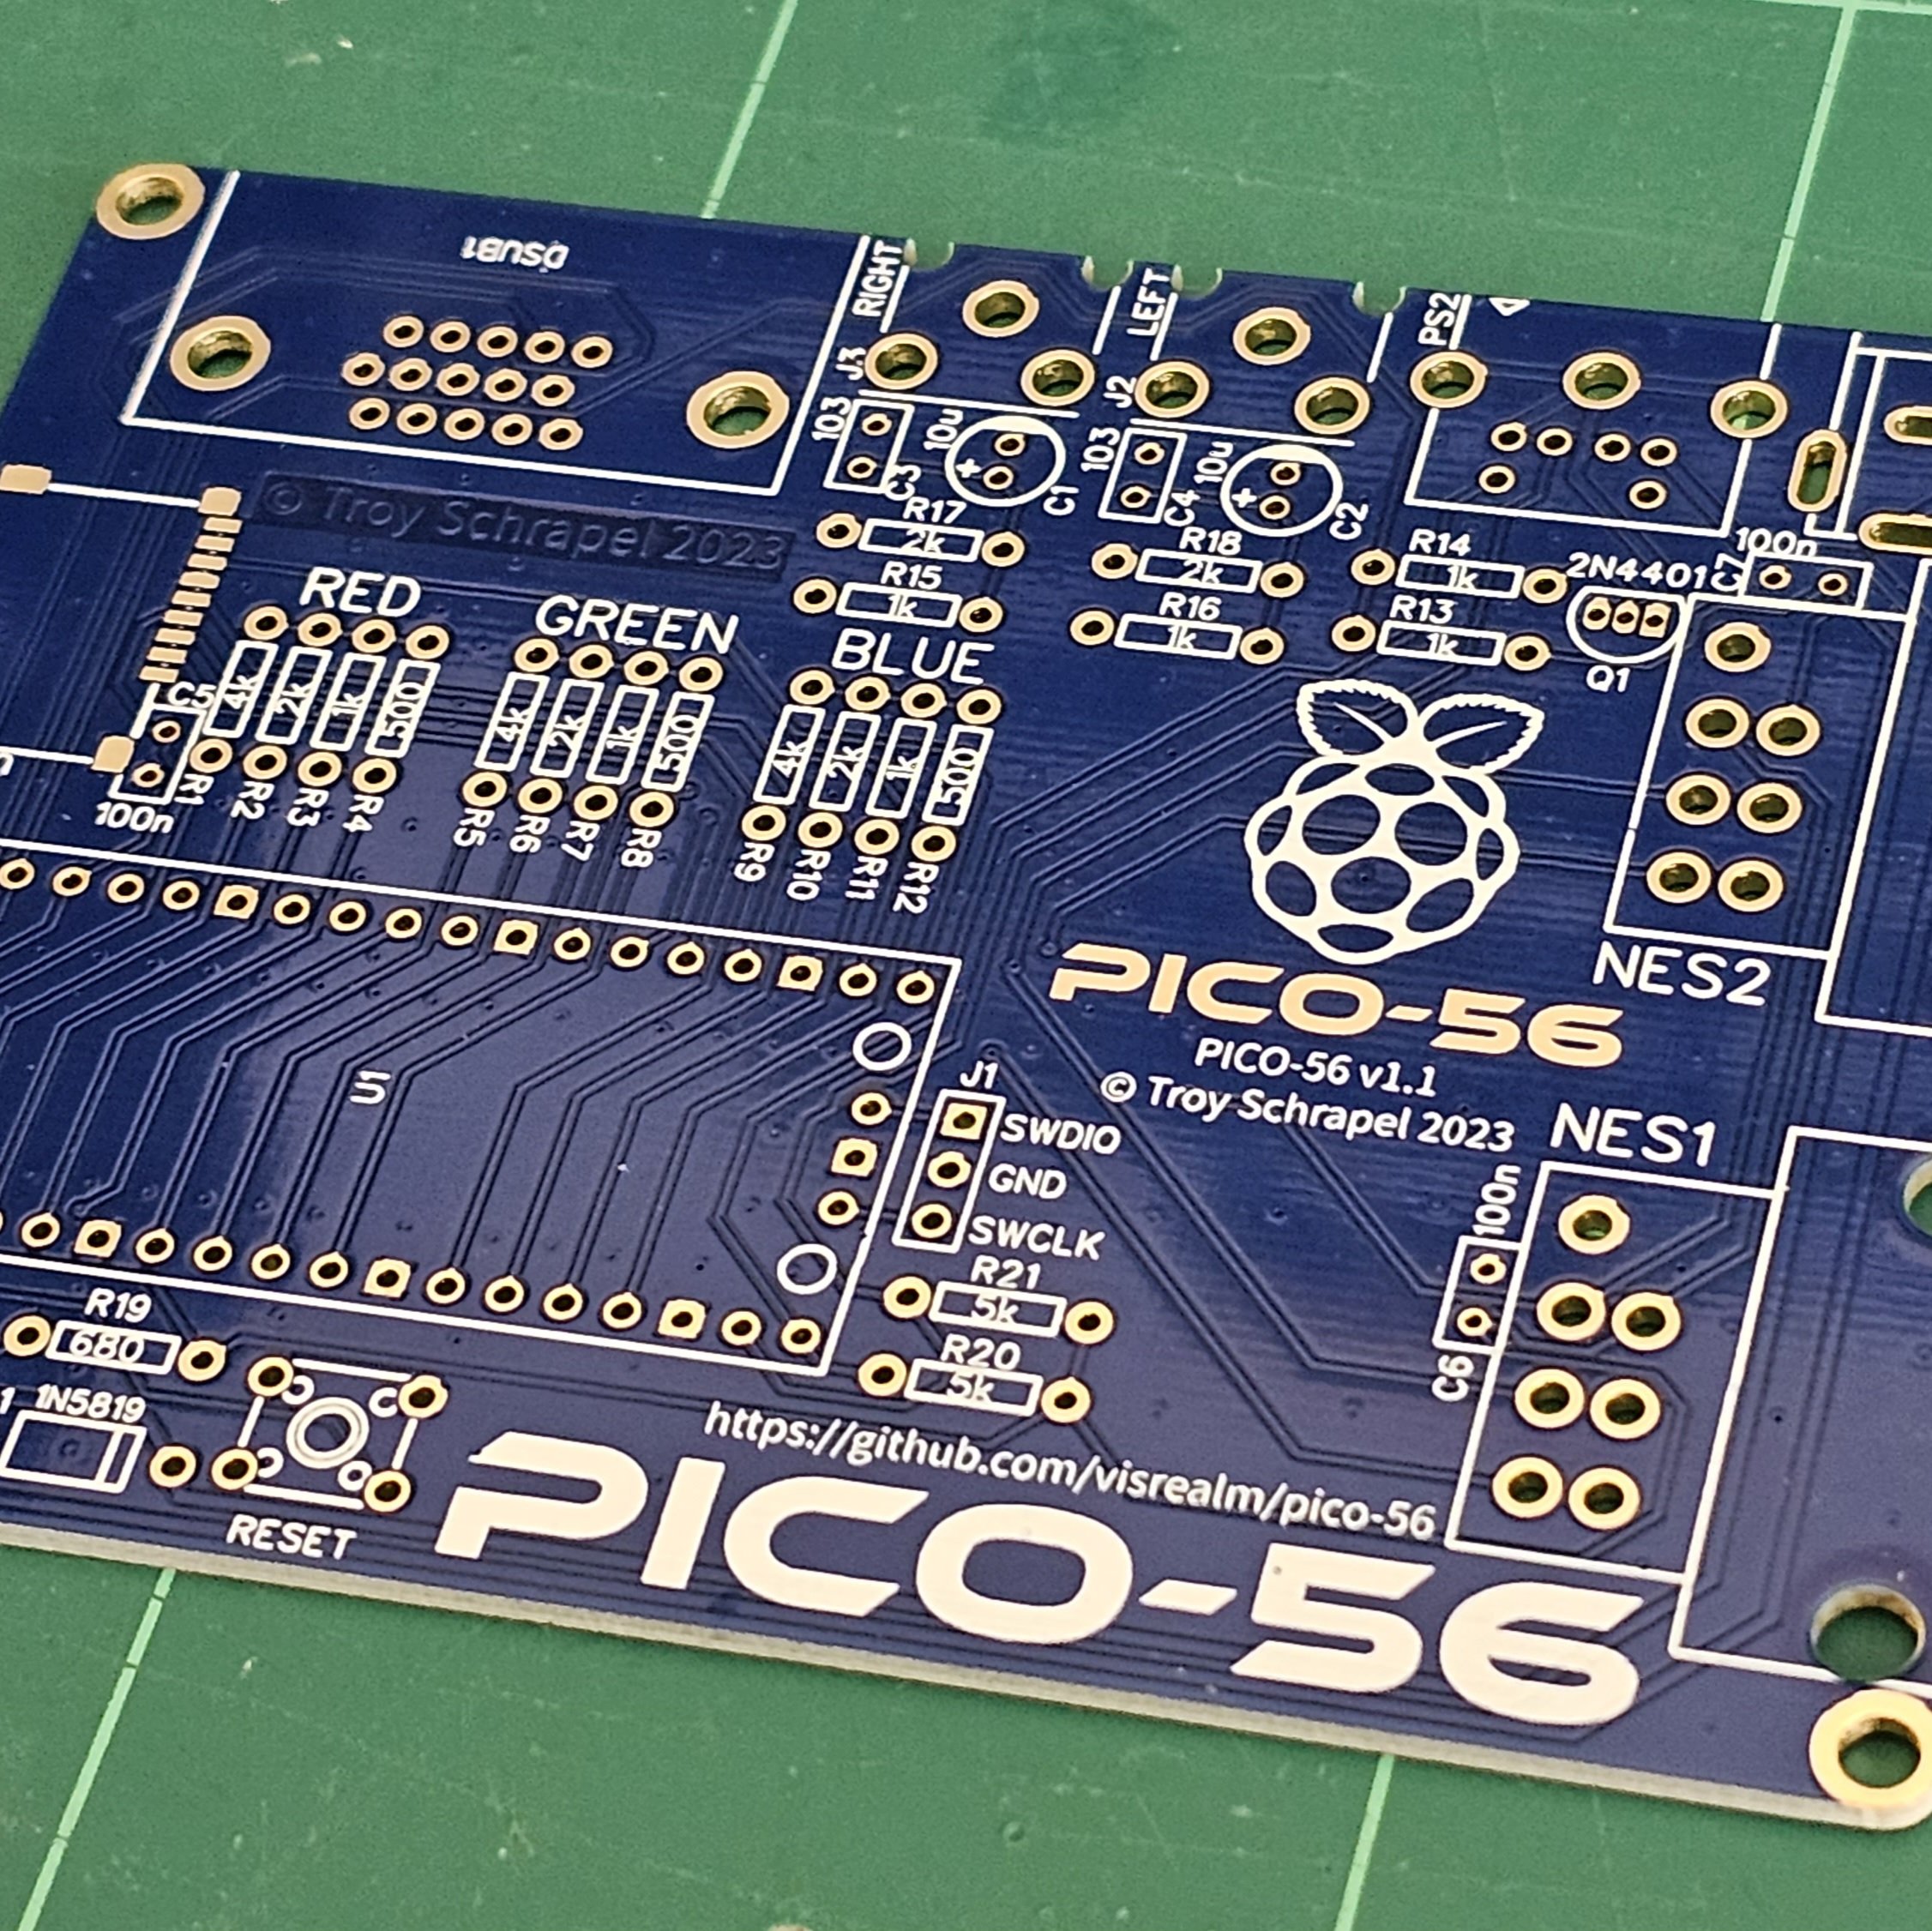 DSUB1
RIGHT
J3
LEFT
J2
PS2
103
10u
C3
C1
103
10u
C4
C2
© Troy Schrapel 2023
R17
2k
R18
2k
R14
1k
2N4401
100n
R15
1k
R16
1k
R13
1k
Q1
RED
GREEN
BLUE
4k
2k
1k
500
4k
2k
1k
500
4k
2k
1k
500
C5
100n
R1
R2
R3
R4
R5
R6
R7
R8
R9
R10
R11
R12
NES2
PICO-56
PICO-56 v1.1
© Troy Schrapel 2023
U1
J1
SWDIO
GND
SWCLK
NES1
100n
C6
R21
5k
R20
5k
R19
680
1N5819
RESET
https://github.com/visrealm/pico-56
PICO-56